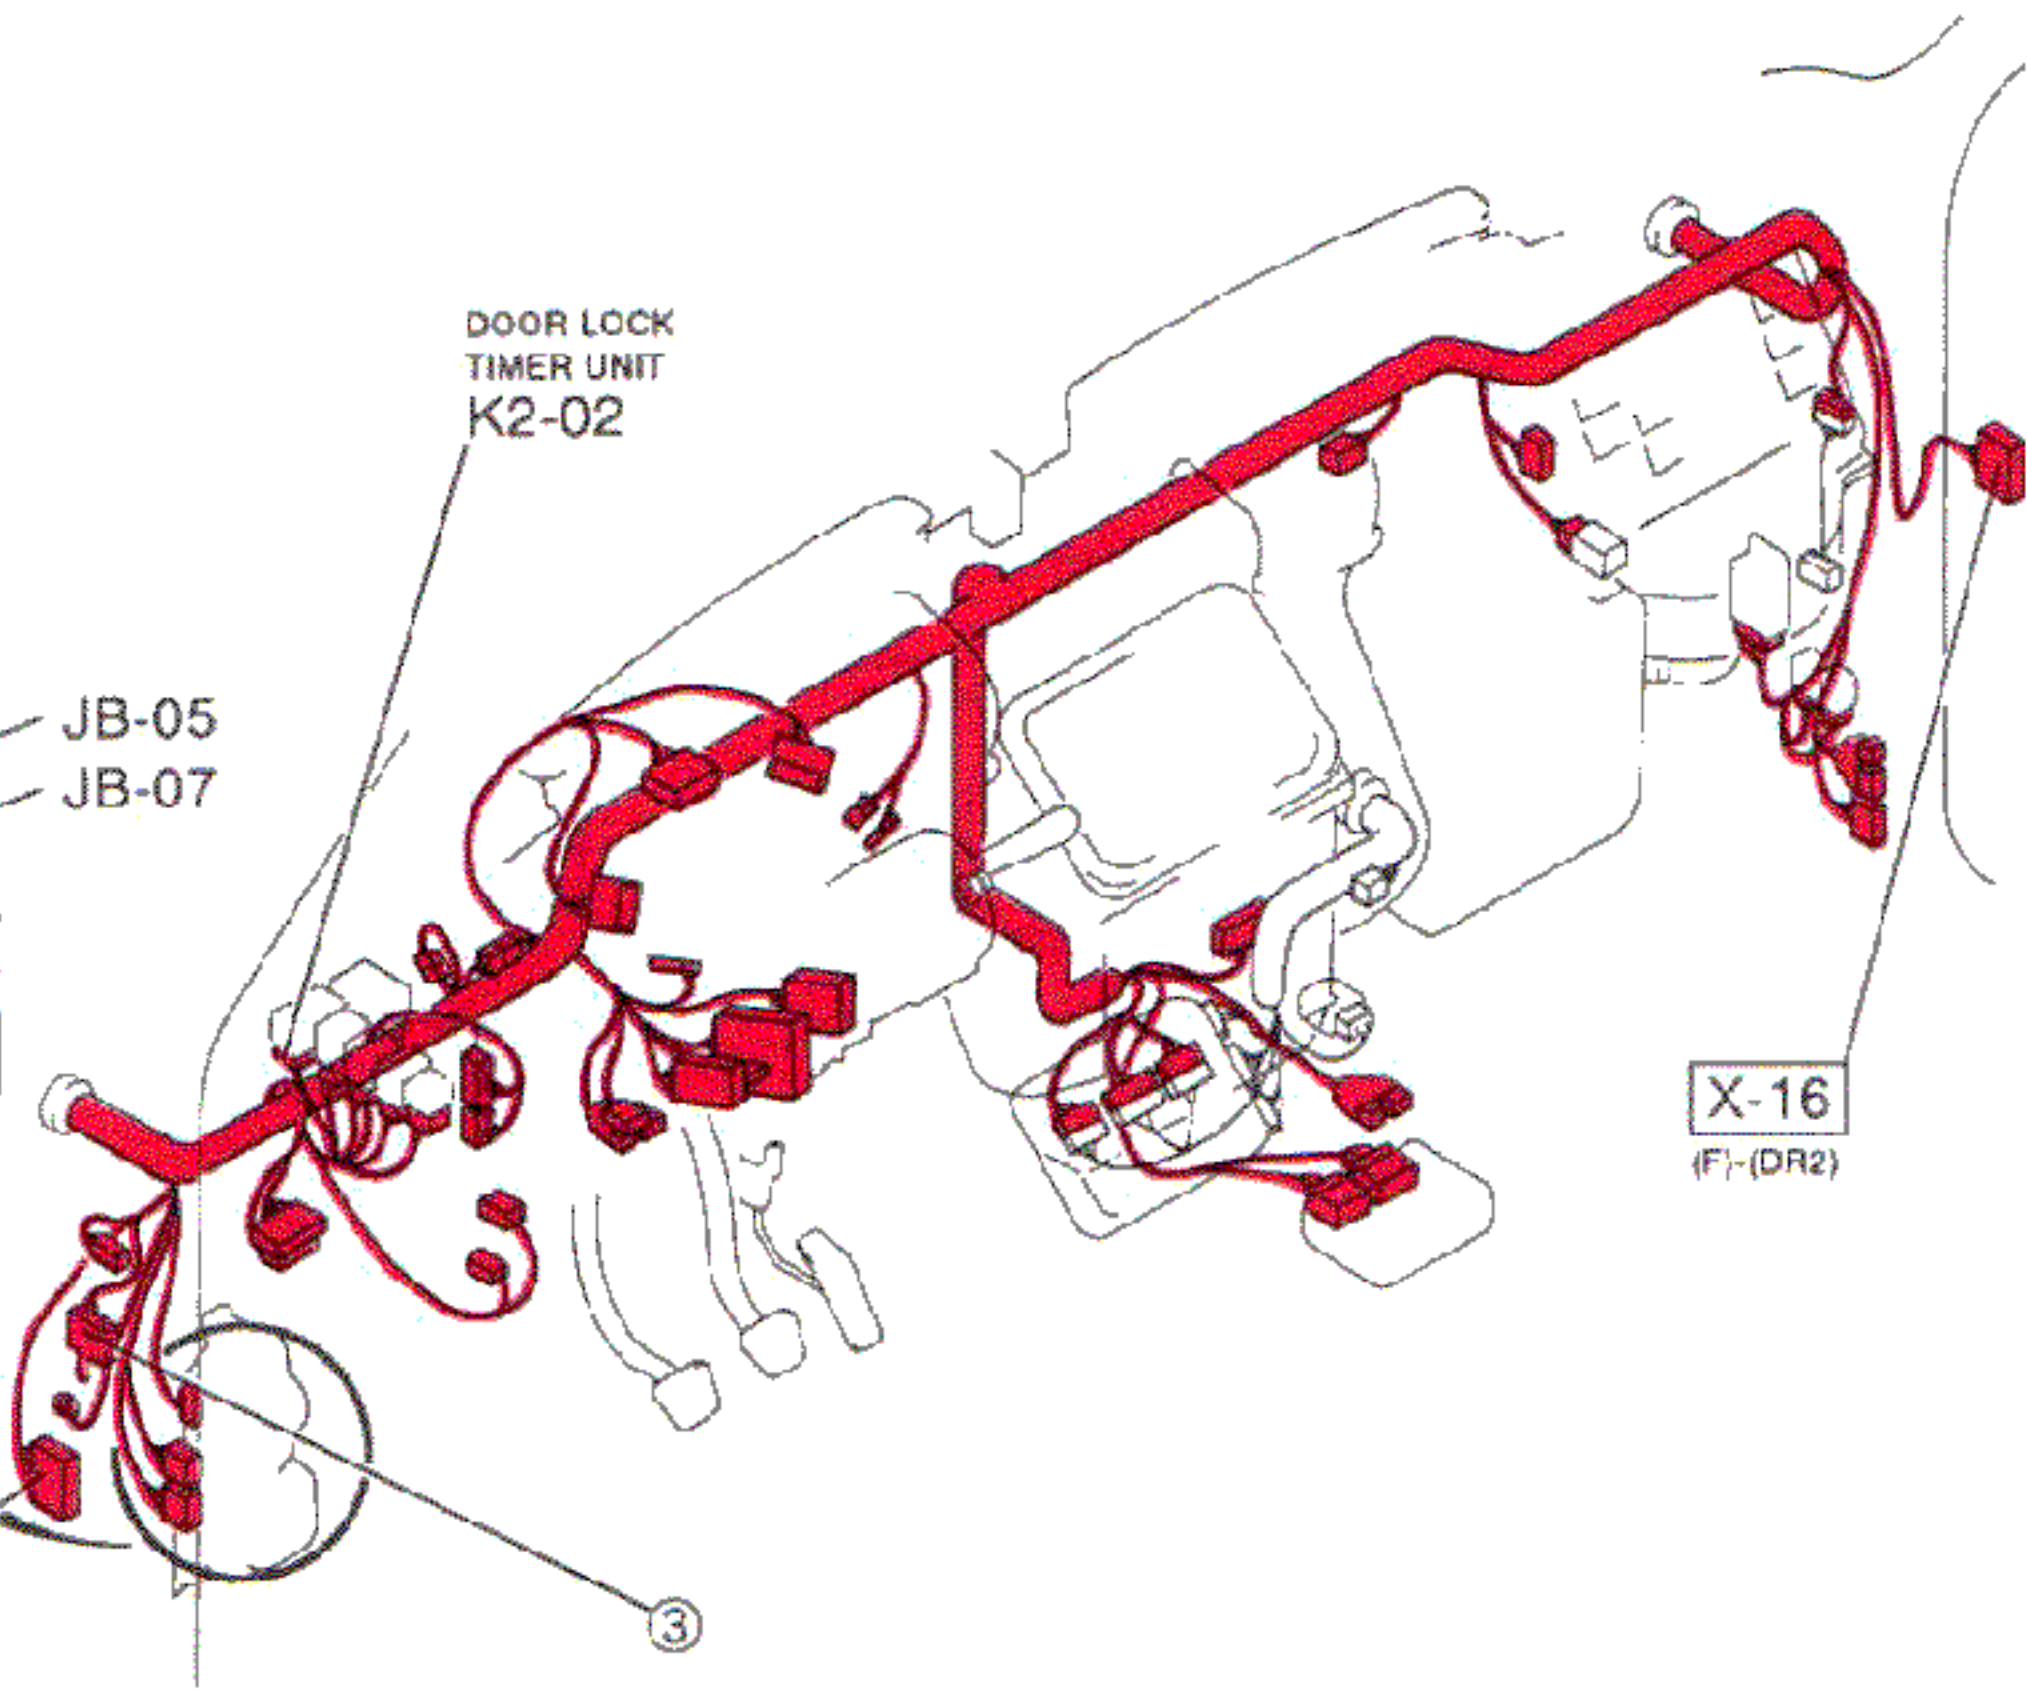 DOOR LOCK
TIMER UNIT
K2-02
JB-05
JB-07
X-16
(F)-(DR2)
3